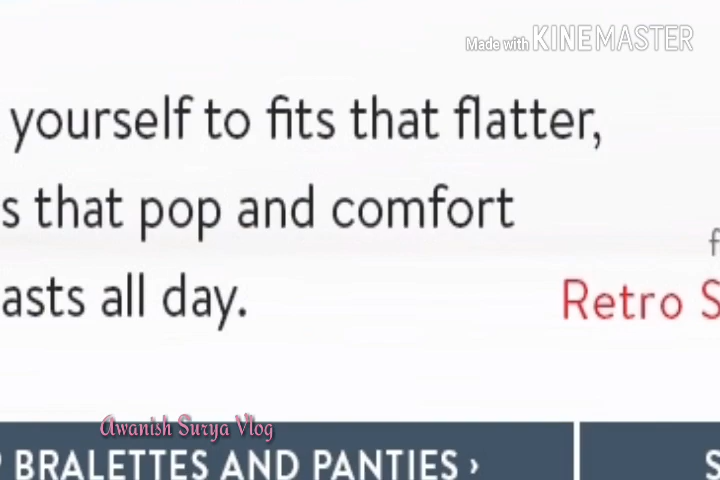 Made with KINEMASTER
yourself to fits that flatter,
s that pop and comfort
asts all day.
Retro S
Awanish Surya Vlog
BRALETTES AND PANTIES ›
S